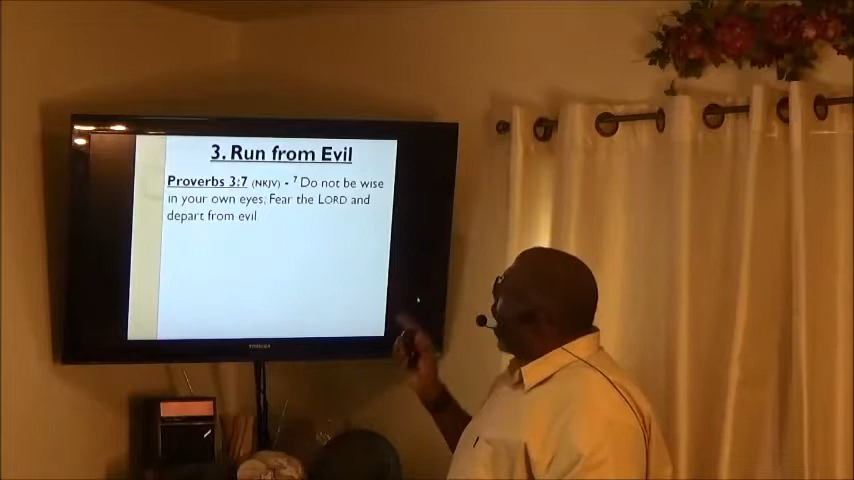 3. Run from Evil
Proverbs 3:7 (NKJV) - 7 Do not be wise
in your own eyes; Fear the LORD and
depart from evil
TOSHIBA